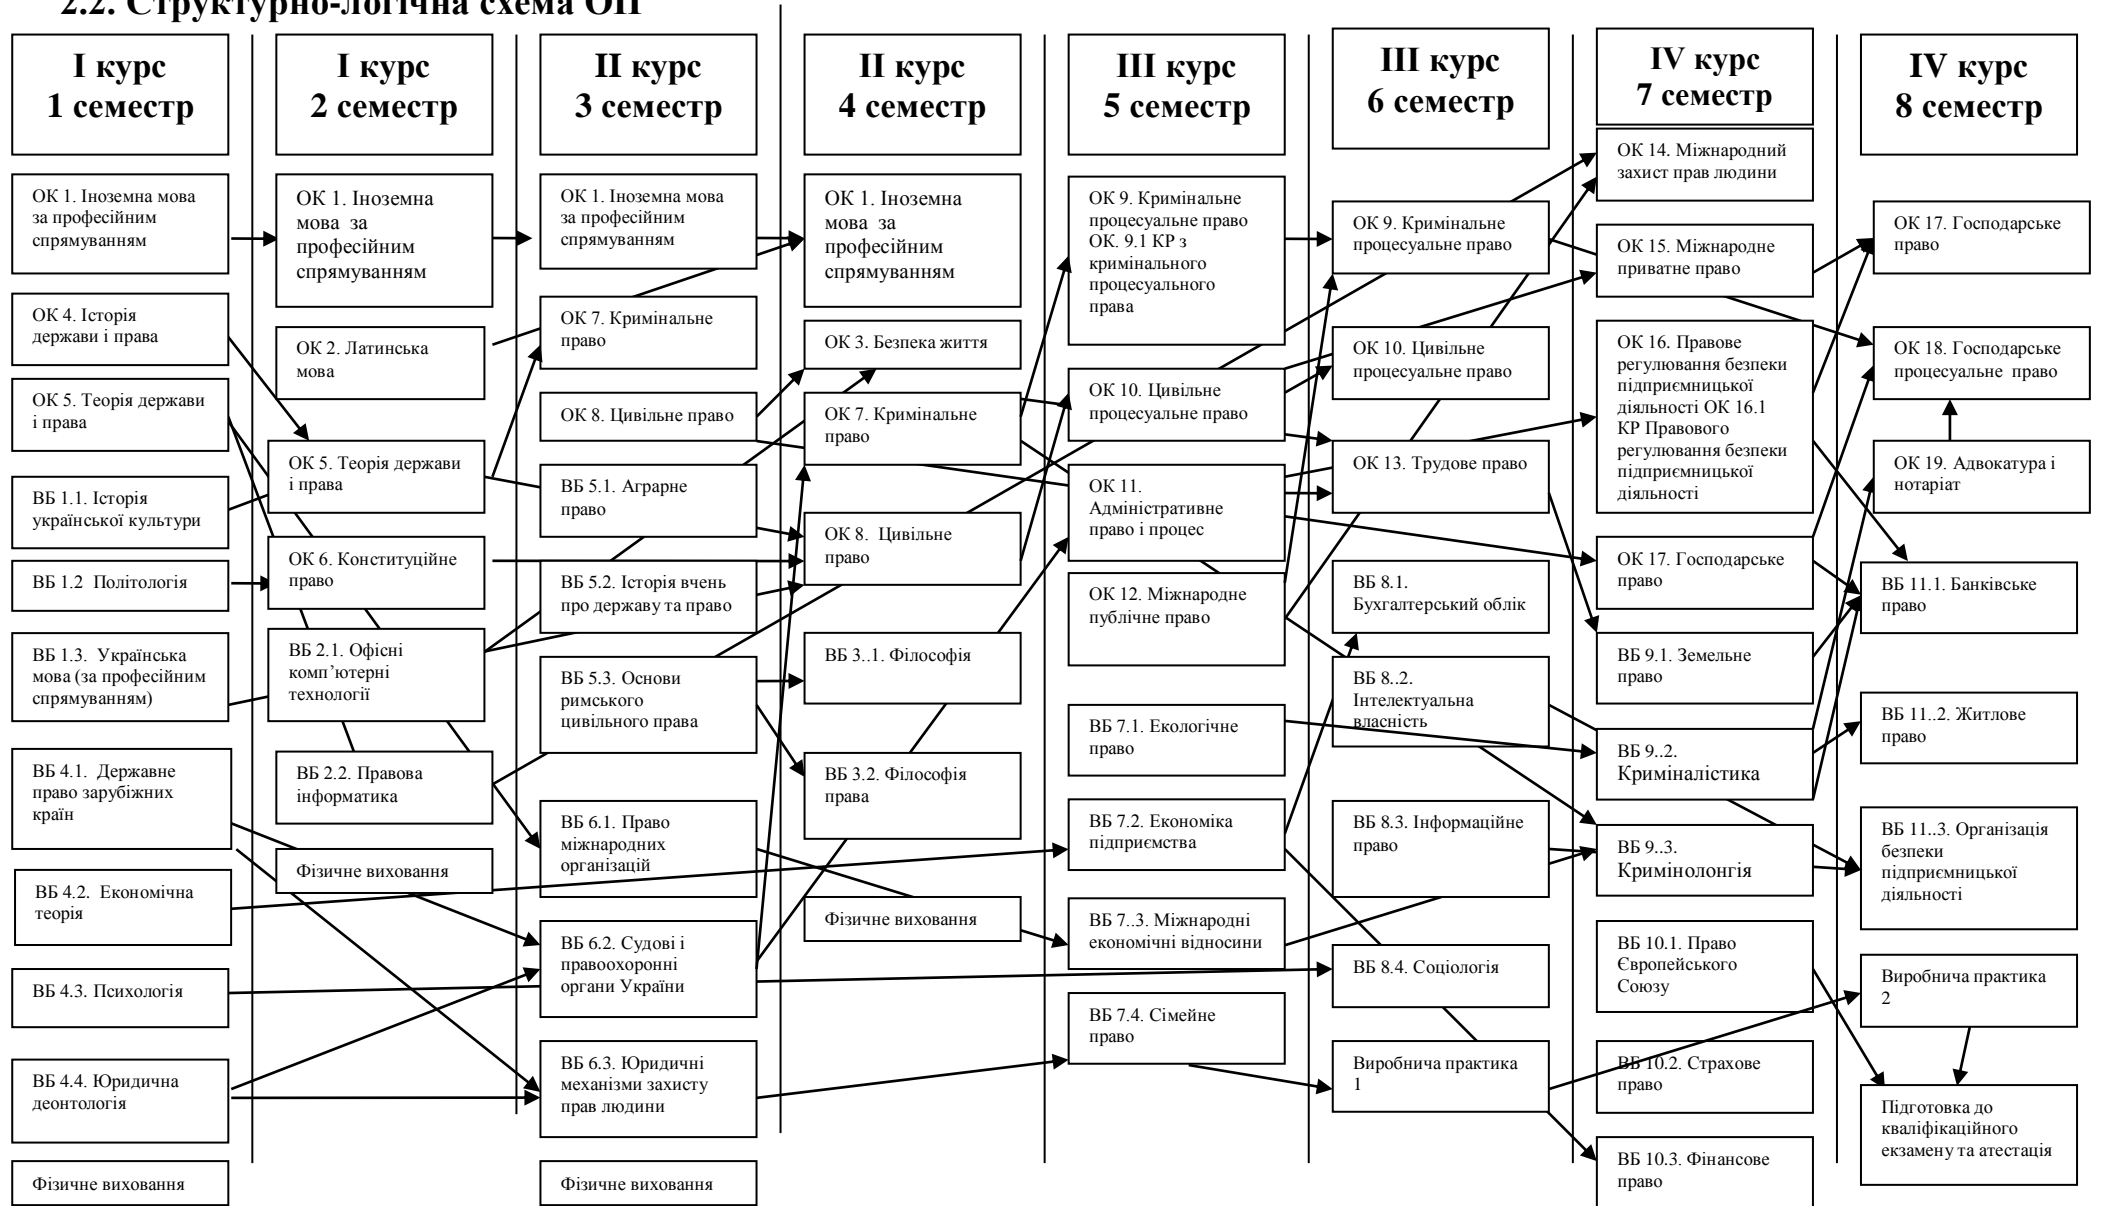 2.2. Структурно-логічна схема ОП
І курс
1 семестр
ОК 1. Іноземна мова
за професійним
спрямуванням
ОК 4. Історія
держави і права
ОК 5. Теорія держави
і права
ВБ 1.1. Історія
української культури
ВБ 1.2 Політологія
ВБ 1.3. Українська
мова (за професійним
спрямуванням)
ВБ 4.1. Державне
право зарубіжних
країн
ВБ 4.2. Економічна
теорія
ВБ 4.3. Психологія
ВБ 4.4. Юридична
деонтологія
Фізичне виховання
І курс
2 семестр
ОК 1. Іноземна
мова за
професійним
спрямуванням
ОК 2. Латинська
мова
ОК 5. Теорія держави
і права
ОК 6. Конституційне
право
ВБ 2.1. Офісні
комп’ютерні
технології
ВБ 2.2. Правова
інформатика
Фізичне виховання
ІІ курс
3 семестр
ОК 1. Іноземна мова
за професійним
спрямуванням
ОК 7. Кримінальне
право
ОК 8. Цивільне право
ВБ 5.1. Аграрне
право
ВБ 5.2. Історія вчень
про державу та право
ВБ 5.3. Основи
римського
цивільного права
ВБ 6.1. Право
міжнародних
організацій
ВБ 6.2. Судові і
правоохоронні
органи України
ВБ 6.3. Юридичні
механізми захисту
прав людини
Фізичне виховання
ІІ курс
4 семестр
ОК 1. Іноземна
мова за
професійним
спрямуванням
ОК 3. Безпека життя
ОК 7. Кримінальне
право
ОК 8. Цивільне
право
ВБ 3..1. Філософія
ВБ 3.2. Філософія
права
Фізичне виховання
ІІІ курс
5 семестр
ОК 9. Кримінальне
процесуальне право
ОК. 9.1 КР з
кримінального
процесуального
права
ОК 10. Цивільне
процесуальне право
ОК 11.
Адміністративне
право і процес
ОК 12. Міжнародне
публічне право
ВБ 7.1. Екологічне
право
ВБ 7.2. Економіка
підприємства
ВБ 7..3. Міжнародні
економічні відносини
ВБ 7.4. Сімейне
право
ІІІ курс
6 семестр
ОК 9. Кримінальне
процесуальне право
ОК 10. Цивільне
процесуальне право
ОК 13. Трудове право
ВБ 8.1.
Бухгалтерський облік
ВБ 8..2.
Інтелектуальна
власність
ВБ 8.3. Інформаційне
право
ВБ 8.4. Соціологія
Виробнича практика
1
IV курс
7 семестр
ОК 14. Міжнародний
захист прав людини
ОК 15. Міжнародне
приватне право
ОК 16. Правове
регулювання безпеки
підприємницької
діяльності ОК 16.1
КР Правового
регулювання безпеки
підприємницької
діяльності
ОК 17. Господарське
право
ВБ 9.1. Земельне
право
ВБ 9..2.
Криміналістика
ВБ 9..3.
Кримінолонгія
ВБ 10.1. Право
Європейського
Союзу
ВБ 10.2. Страхове
право
ВБ 10.3. Фінансове
право
IV курс
8 семестр
ОК 17. Господарське
право
ОК 18. Господарське
процесуальне право
ОК 19. Адвокатура і
нотаріат
ВБ 11.1. Банківське
право
ВБ 11..2. Житлове
право
ВБ 11..3. Організація
безпеки
підприємницької
діяльності
Виробнича практика
2
Підготовка до
кваліфікаційного
екзамену та атестація